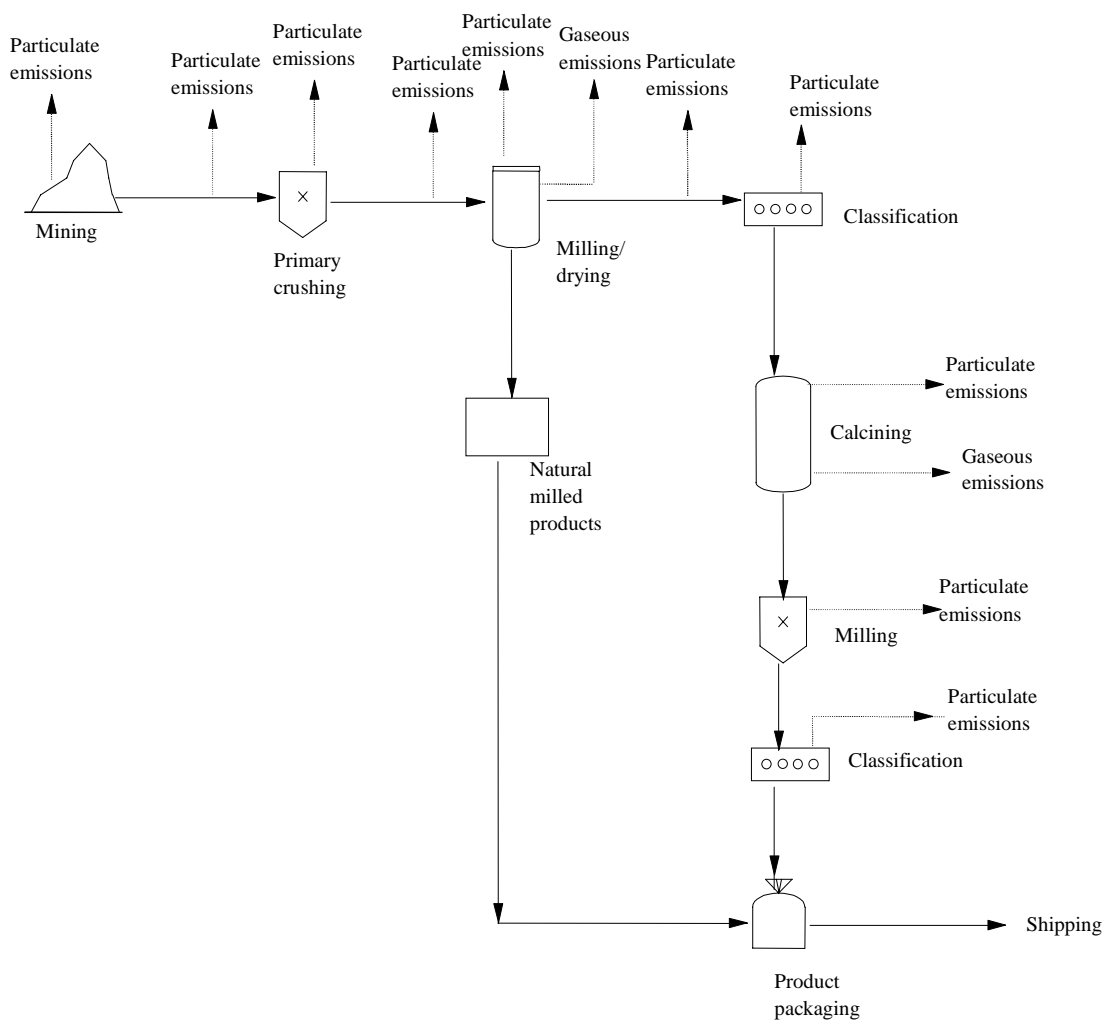 Particulate
emissions
Particulate
emissions
Particulate
emissions
Particulate
emissions
Particulate
emissions
Gaseous
emissions
Particulate
emissions
Particulate
emissions
Mining
Primary
crushing
Milling/
drying
Classification
Particulate
emissions
Calcining
Gaseous
emissions
Natural
milled
products
Particulate
emissions
Milling
Particulate
emissions
Classification
Shipping
Product
packaging